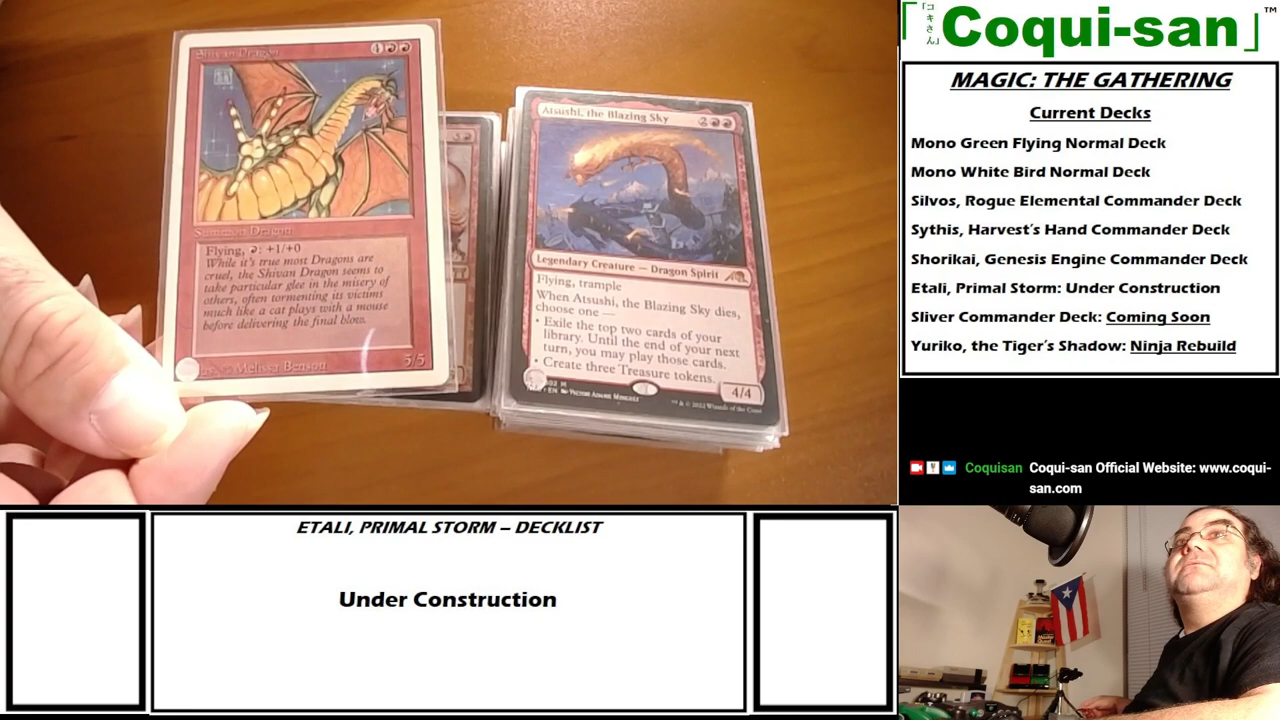 Shivan Dragon
4
Summon Dragon
Flying, R: +1/+0
While it's true most Dragons are
cruel, the Shivan Dragon seems to
take particular glee in the misery of
others, often tormenting its victims
much like a cat plays with a mouse
before delivering the final blow.
© Melissa Benson
5/5
Atsushi, the Blazing Sky
2
Legendary Creature — Dragon Spirit
Flying, trample
When Atsushi, the Blazing Sky dies,
choose one —
• Exile the top two cards of your
library. Until the end of your next
turn, you may play those cards.
• Create three Treasure tokens.
4/4
「コキさん Coqui-san」™
MAGIC: THE GATHERING
Current Decks
Mono Green Flying Normal Deck
Mono White Bird Normal Deck
Silvos, Rogue Elemental Commander Deck
Sythis, Harvest's Hand Commander Deck
Shorikai, Genesis Engine Commander Deck
Etali, Primal Storm: Under Construction
Sliver Commander Deck: Coming Soon
Yuriko, the Tiger's Shadow: Ninja Rebuild
Coquisan Coqui-san Official Website: www.coqui-
san.com
ETALI, PRIMAL STORM – DECKLIST
Under Construction